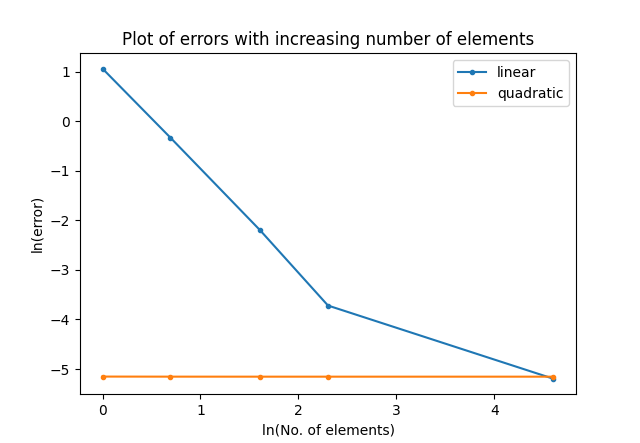 Plot of errors with increasing number of elements
linear
quadratic
1
0
−1
−2
−3
−4
−5
ln(error)
0 1 2 3 4
ln(No. of elements)